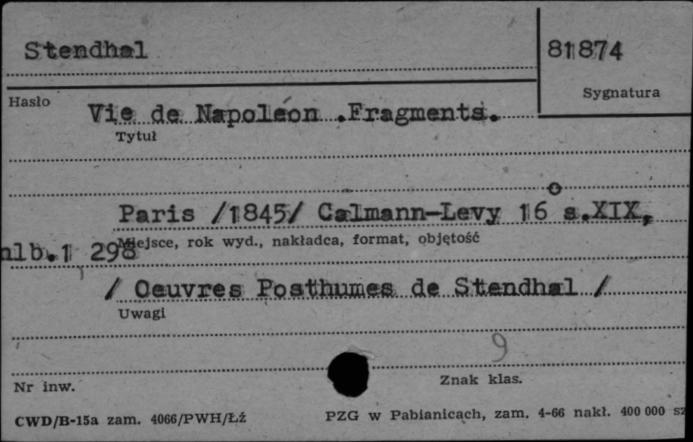 Stendhal
81874
Sygnatura
Hasło
Vie de Napoleon .Fragments.
Tytuł
Paris /1845/ Calmann-Levy 16° s.XIX,
nlb.1 298
Miejsce, rok wyd., nakładca, format, objętość
/ Oeuvres Posthumes de Stendhal /
Uwagi
9
Nr inw.
Znak klas.
CWD/B-15a zam. 4066/PWH/Łź
PZG w Pabianicach, zam. 4-66 nakł. 400 000 sz